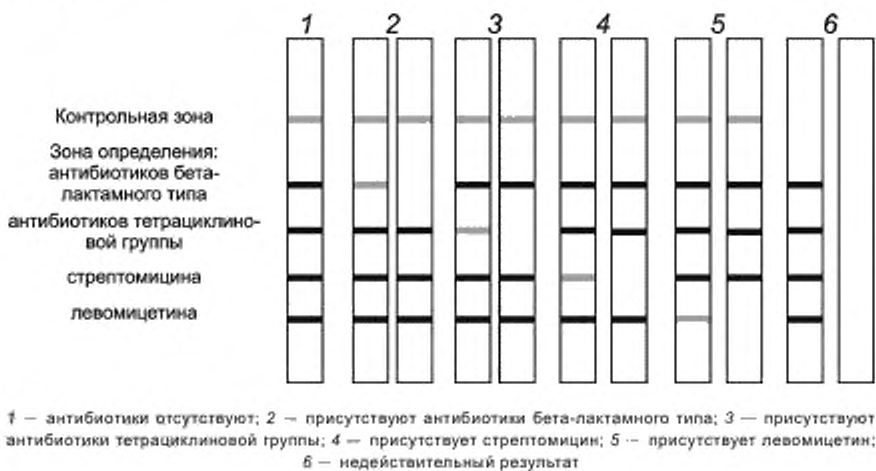 1 2 3 4 5 6
Контрольная зона
Зона определения:
антибиотиков бета-
лактамного типа
антибиотиков тетрациклино-
вой группы
стрептомицина
левомицетина
1 — антибиотики отсутствуют; 2 — присутствуют антибиотики бета-лактамного типа; 3 — присутствуют
антибиотики тетрациклиновой группы; 4 — присутствует стрептомицин; 5 — присутствует левомицетин;
6 — недействительный результат